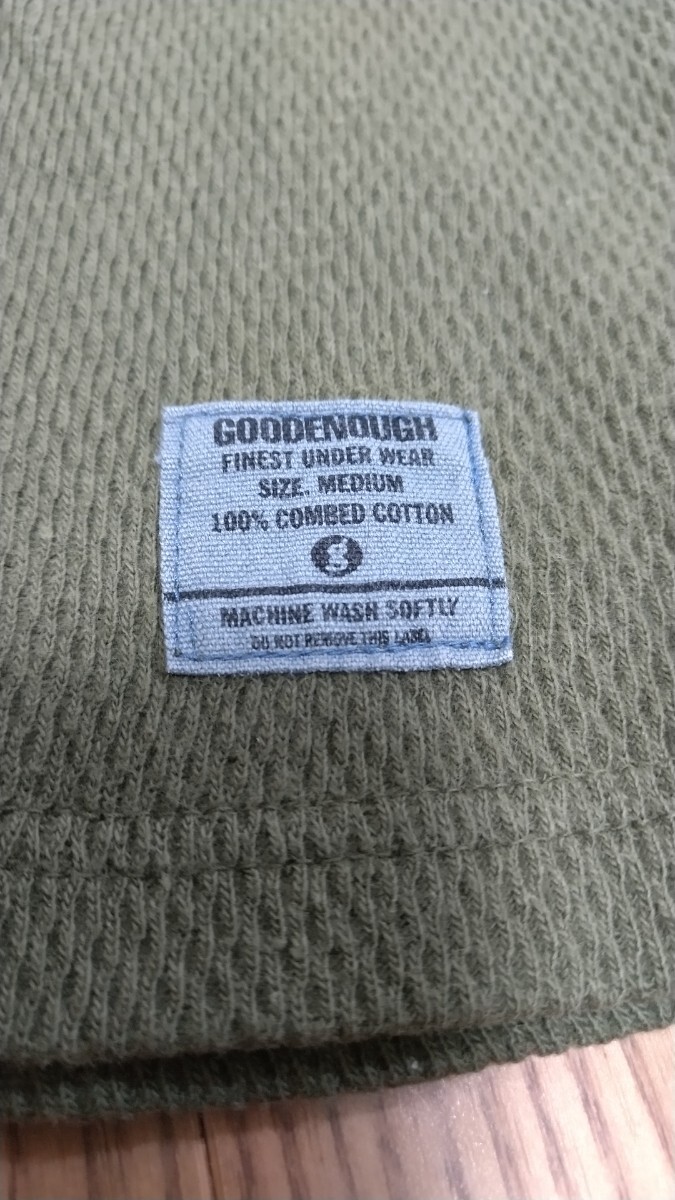 GOODENOUGH
FINEST UNDER WEAR
SIZE. MEDIUM
100% COMBED COTTON
g
MACHINE WASH SOFTLY
DO NOT REMOVE THIS LABEL